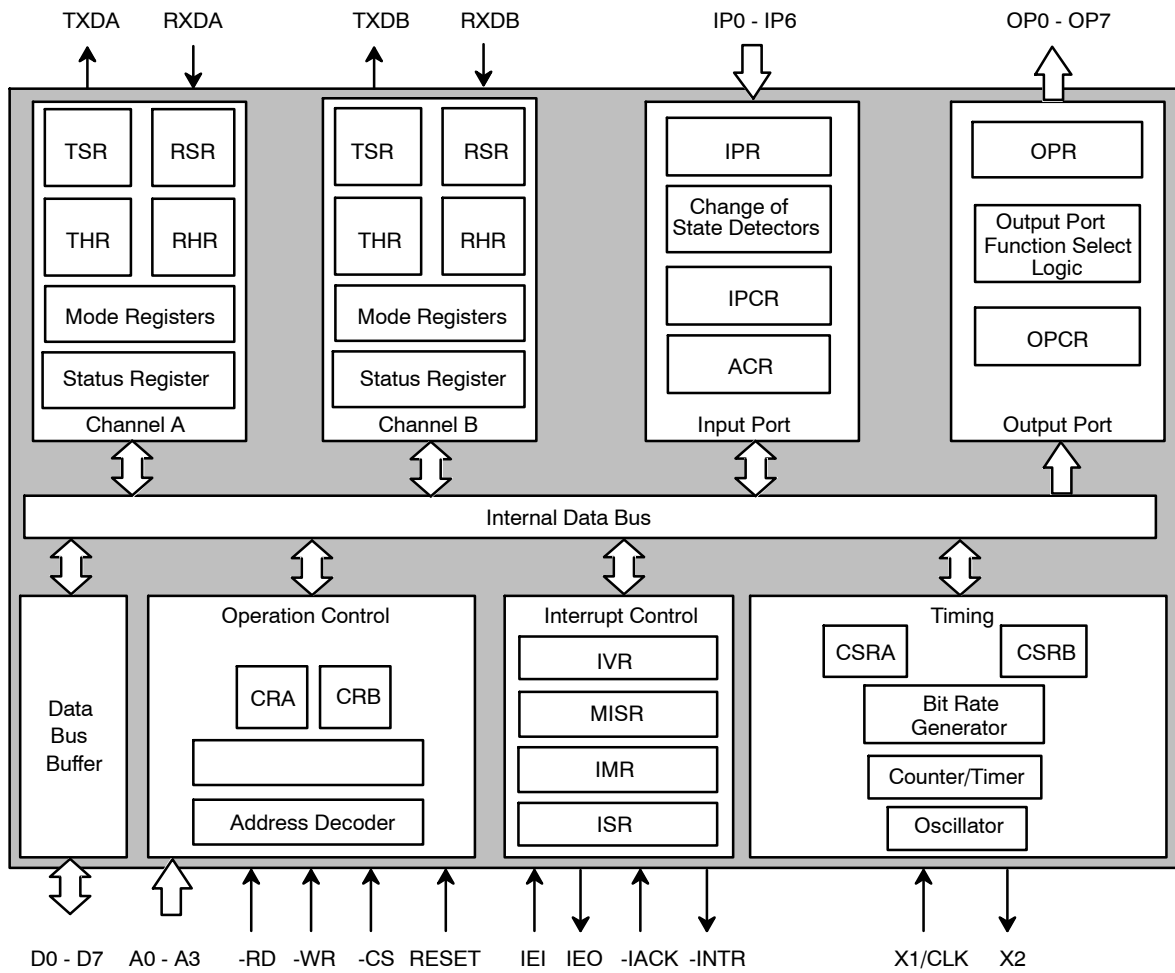 TXDA
RXDA
TXDB
RXDB
IP0 - IP6
OP0 - OP7
TSR
RSR
THR
RHR
Mode Registers
Status Register
Channel A
TSR
RSR
THR
RHR
Mode Registers
Status Register
Channel B
IPR
Change of
State Detectors
IPCR
ACR
Input Port
OPR
Output Port
Function Select
Logic
OPCR
Output Port
Internal Data Bus
Data
Bus
Buffer
Operation Control
CRA
CRB
Address Decoder
Interrupt Control
IVR
MISR
IMR
ISR
Timing
CSRA
CSRB
Bit Rate
Generator
Counter/Timer
Oscillator
D0 - D7
A0 - A3
-RD
-WR
-CS
RESET
IEI
IEO
-IACK
-INTR
X1/CLK
X2